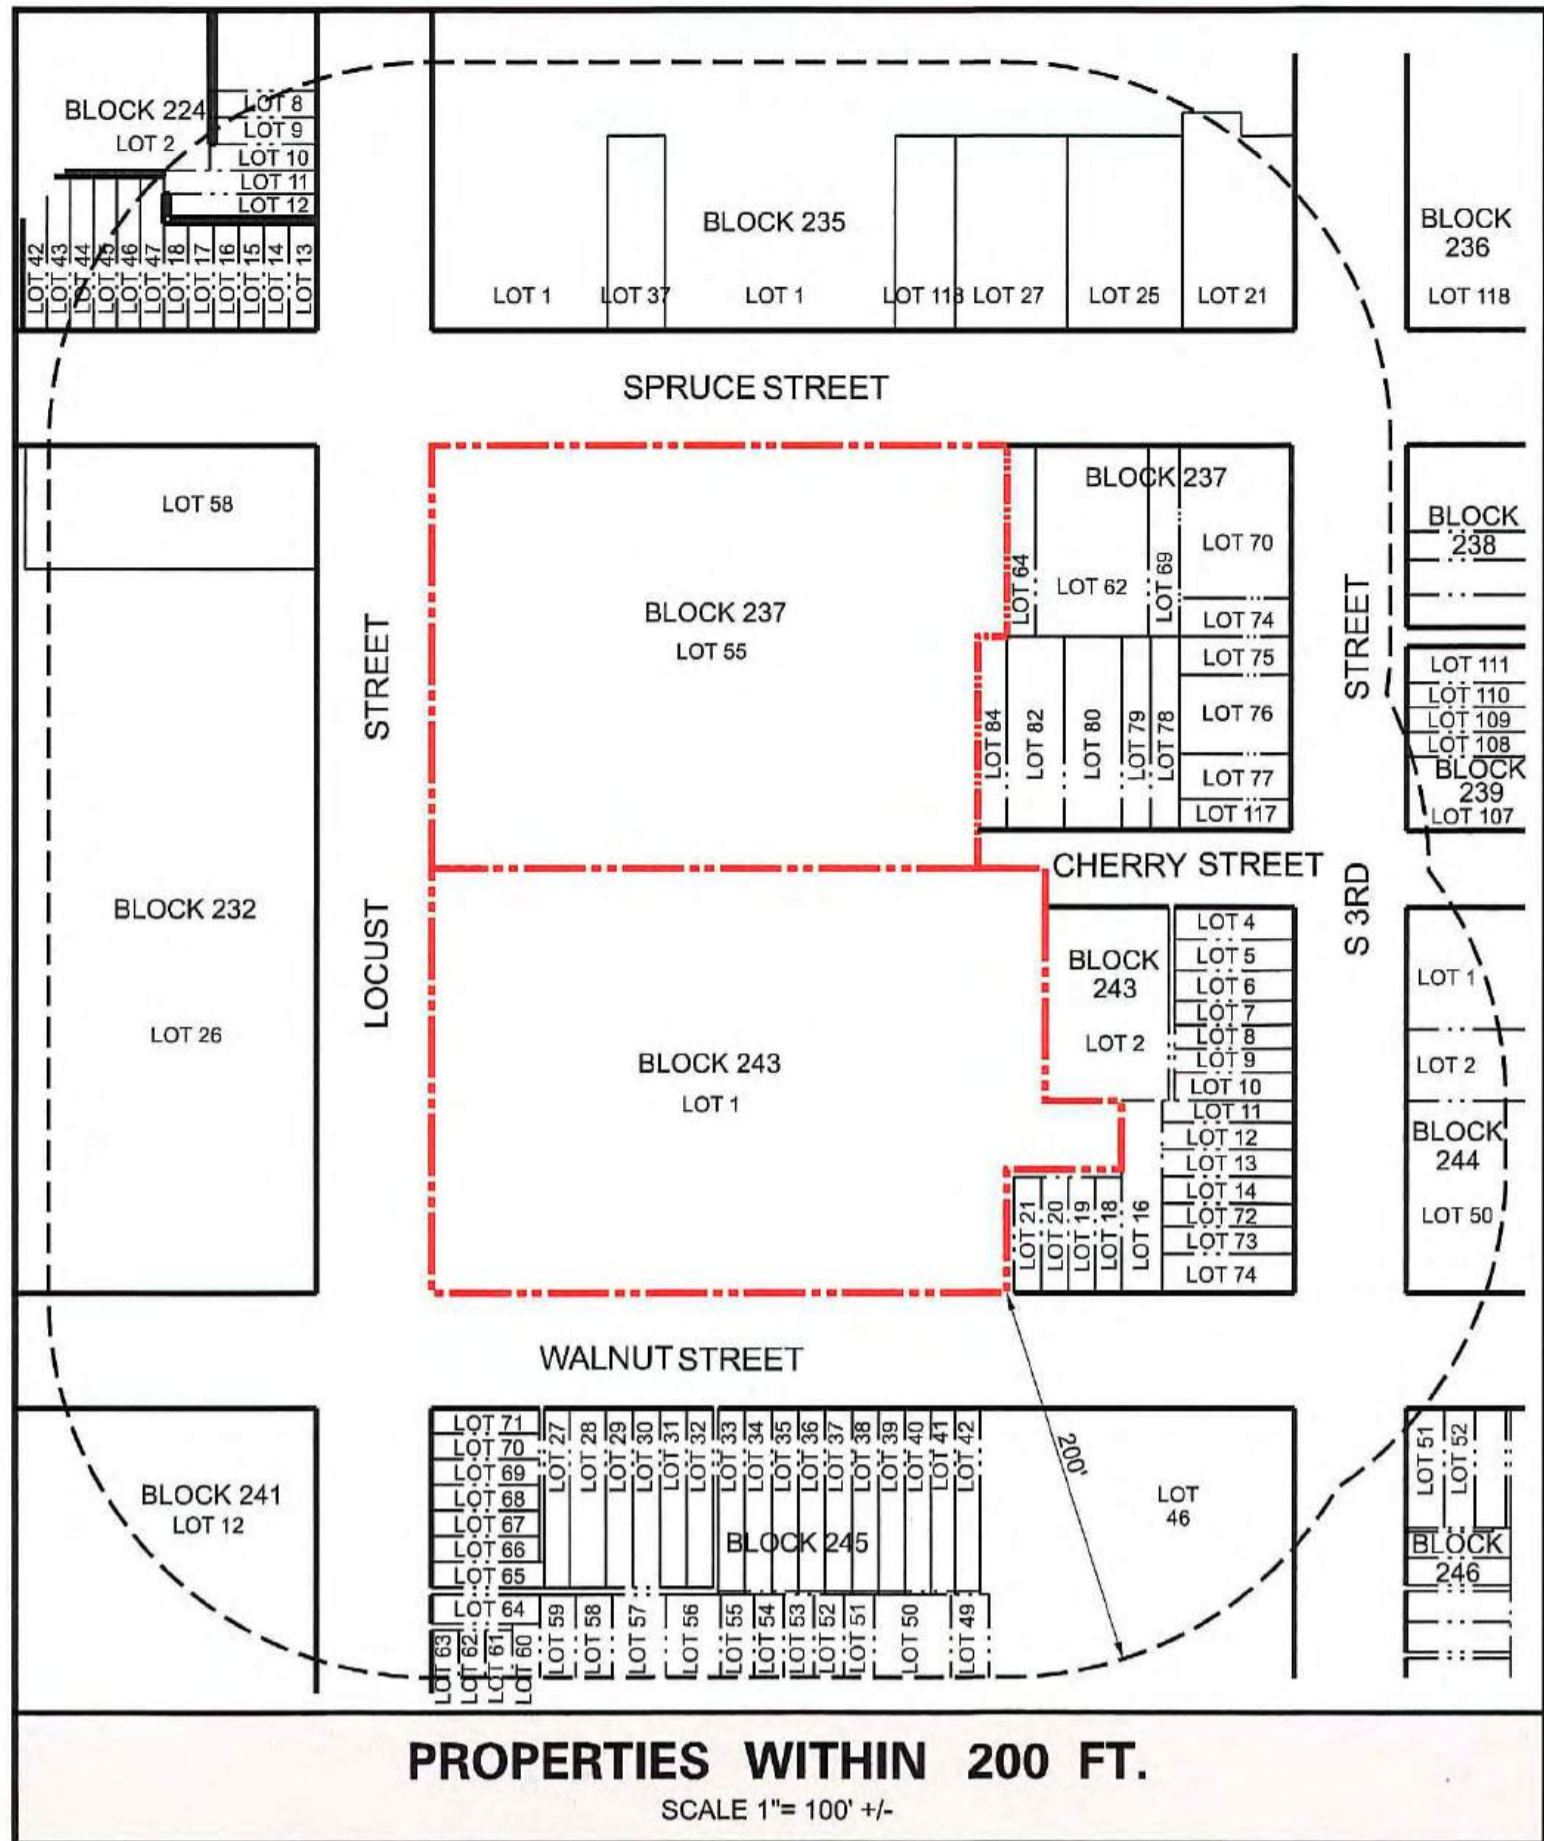 BLOCK 224
LOT 2
LOT 8
LOT 9
LOT 10
LOT 11
LOT 12
LOT 42
LOT 43
LOT 44
LOT 45
LOT 46
LOT 47
LOT 18
LOT 17
LOT 16
LOT 15
LOT 14
LOT 13
BLOCK 235
LOT 1
LOT 37
LOT 1
LOT 118
LOT 27
LOT 25
LOT 21
BLOCK
236
LOT 118
SPRUCE STREET
LOT 58
BLOCK 232
LOT 26
LOCUST STREET
BLOCK 237
LOT 55
BLOCK 237
LOT 64
LOT 62
LOT 69
LOT 70
LOT 74
LOT 75
LOT 76
LOT 77
LOT 117
LOT 84
LOT 82
LOT 80
LOT 79
LOT 78
S 3RD STREET
BLOCK
238
LOT 111
LOT 110
LOT 109
LOT 108
BLOCK
239
LOT 107
CHERRY STREET
BLOCK 243
LOT 1
BLOCK
243
LOT 2
LOT 4
LOT 5
LOT 6
LOT 7
LOT 8
LOT 9
LOT 10
LOT 11
LOT 12
LOT 13
LOT 14
LOT 72
LOT 73
LOT 74
LOT 21
LOT 20
LOT 19
LOT 18
LOT 16
LOT 1
LOT 2
BLOCK
244
LOT 50
WALNUT STREET
BLOCK 241
LOT 12
LOT 71
LOT 70
LOT 69
LOT 68
LOT 67
LOT 66
LOT 65
LOT 64
LOT 63
LOT 62
LOT 61
LOT 60
LOT 27
LOT 28
LOT 29
LOT 30
LOT 31
LOT 32
LOT 33
LOT 34
LOT 35
LOT 36
LOT 37
LOT 38
LOT 39
LOT 40
LOT 41
LOT 42
BLOCK 245
LOT 59
LOT 58
LOT 57
LOT 56
LOT 55
LOT 54
LOT 53
LOT 52
LOT 51
LOT 50
LOT 49
200'
LOT
46
LOT 51
LOT 52
BLOCK
246
PROPERTIES WITHIN 200 FT.
SCALE 1"= 100' +/-